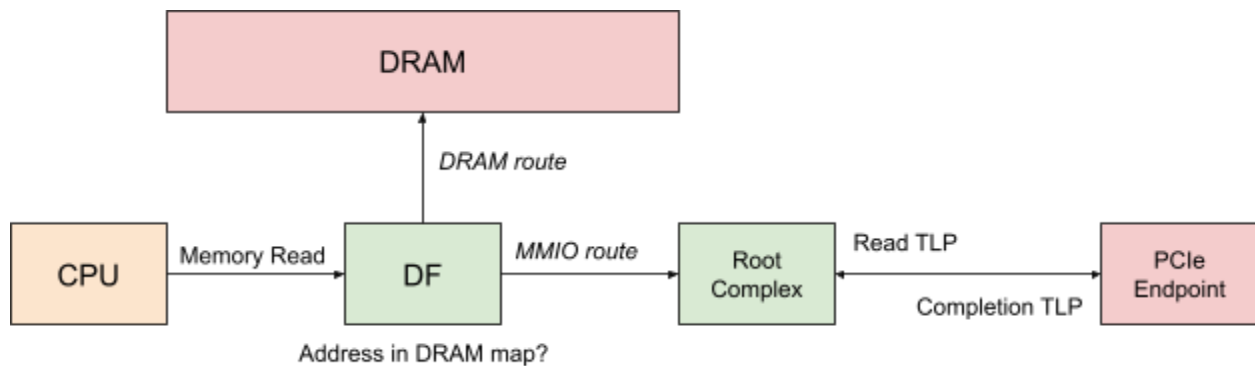 DRAM
DRAM route
CPU
Memory Read
DF
MMIO route
Root
Complex
Read TLP
Completion TLP
PCIe
Endpoint
Address in DRAM map?